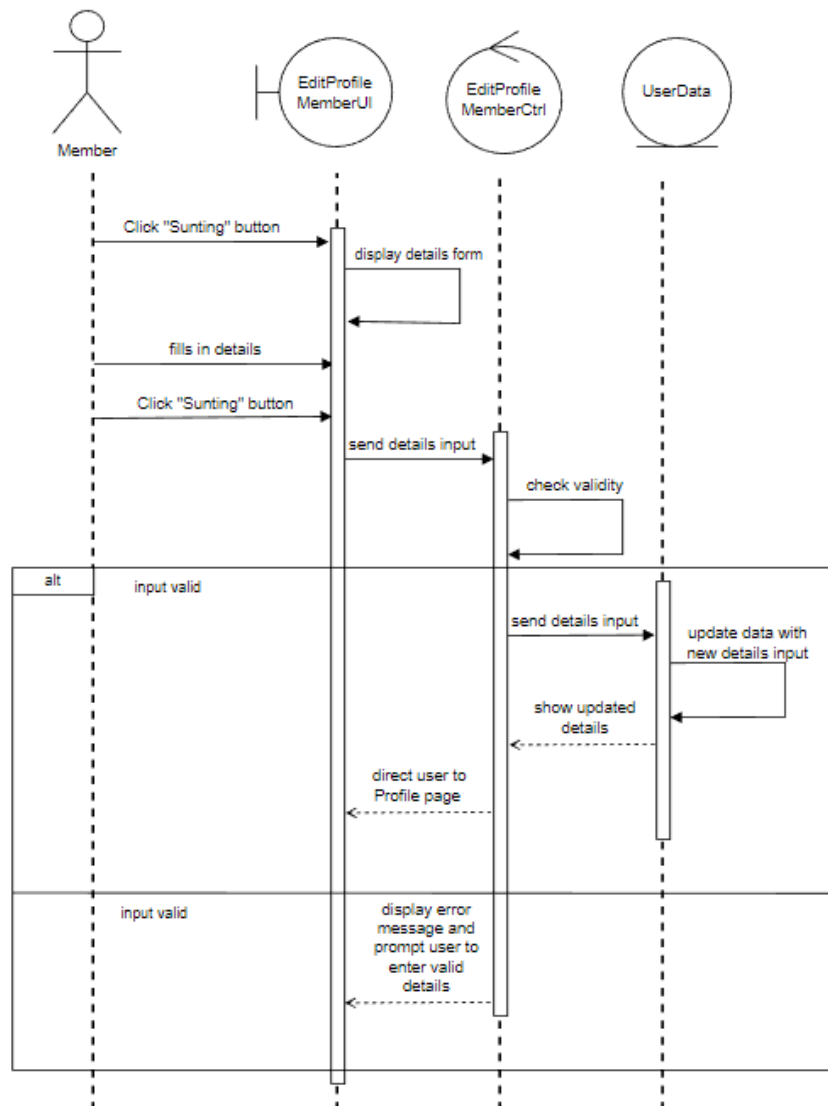 EditProfile
MemberUI
EditProfile
MemberCtrl
UserData
Member
Click "Sunting" button
display details form
fills in details
Click "Sunting" button
send details input
check validity
alt
input valid
send details input
update data with
new details input
show updated
details
direct user to
Profile page
input valid
display error
message and
prompt user to
enter valid
details